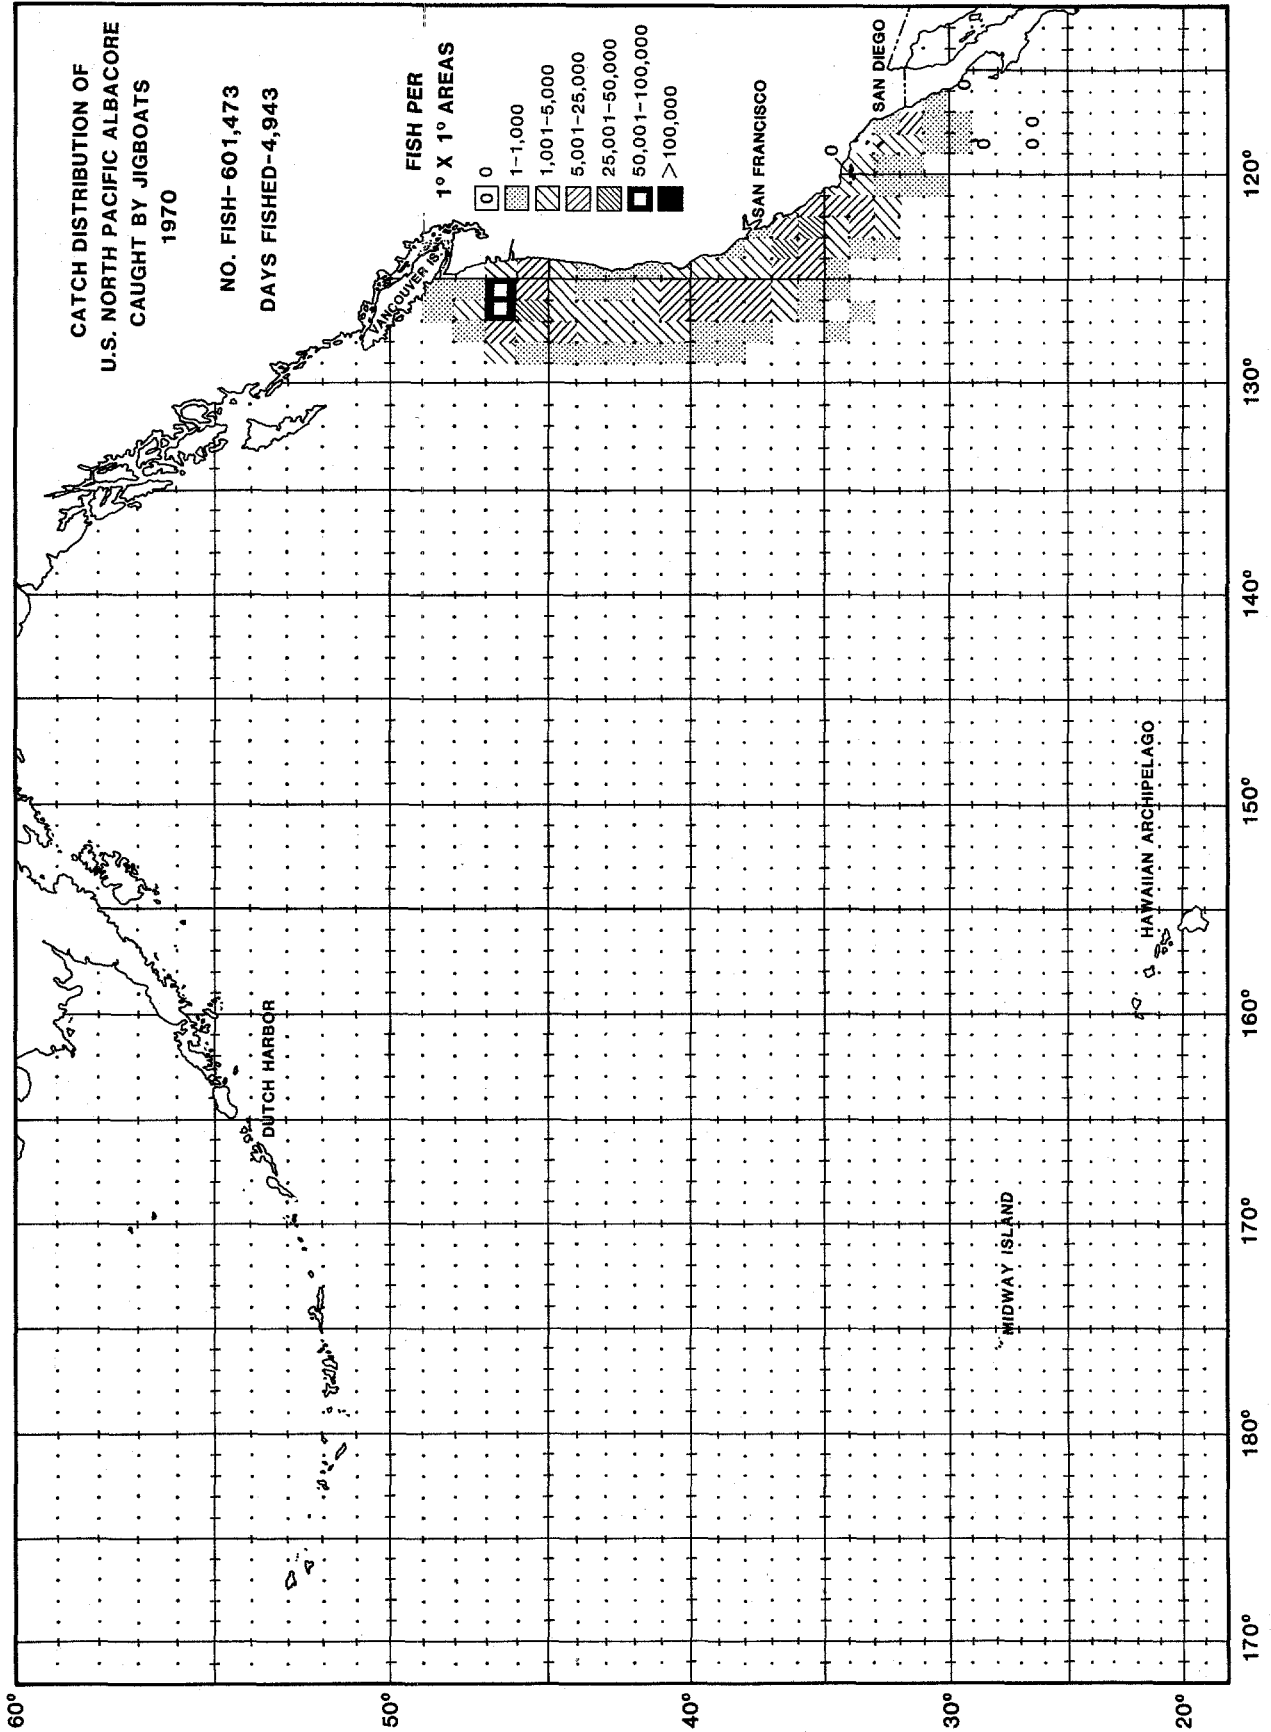 CATCH DISTRIBUTION OF
U.S. NORTH PACIFIC ALBACORE
CAUGHT BY JIGBOATS
1970
NO. FISH-601,473
DAYS FISHED-4,943
FISH PER
1° X 1° AREAS
0 0
1-1,000
1,001-5,000
5,001-25,000
25,001-50,000
50,001-100,000
>100,000
VANCOUVER IS.
SAN FRANCISCO
SAN DIEGO
0
0
0
0 0
DUTCH HARBOR
MIDWAY ISLAND
HAWAIIAN ARCHIPELAGO
60°
50°
40°
30°
20°
170°
180°
170°
160°
150°
140°
130°
120°